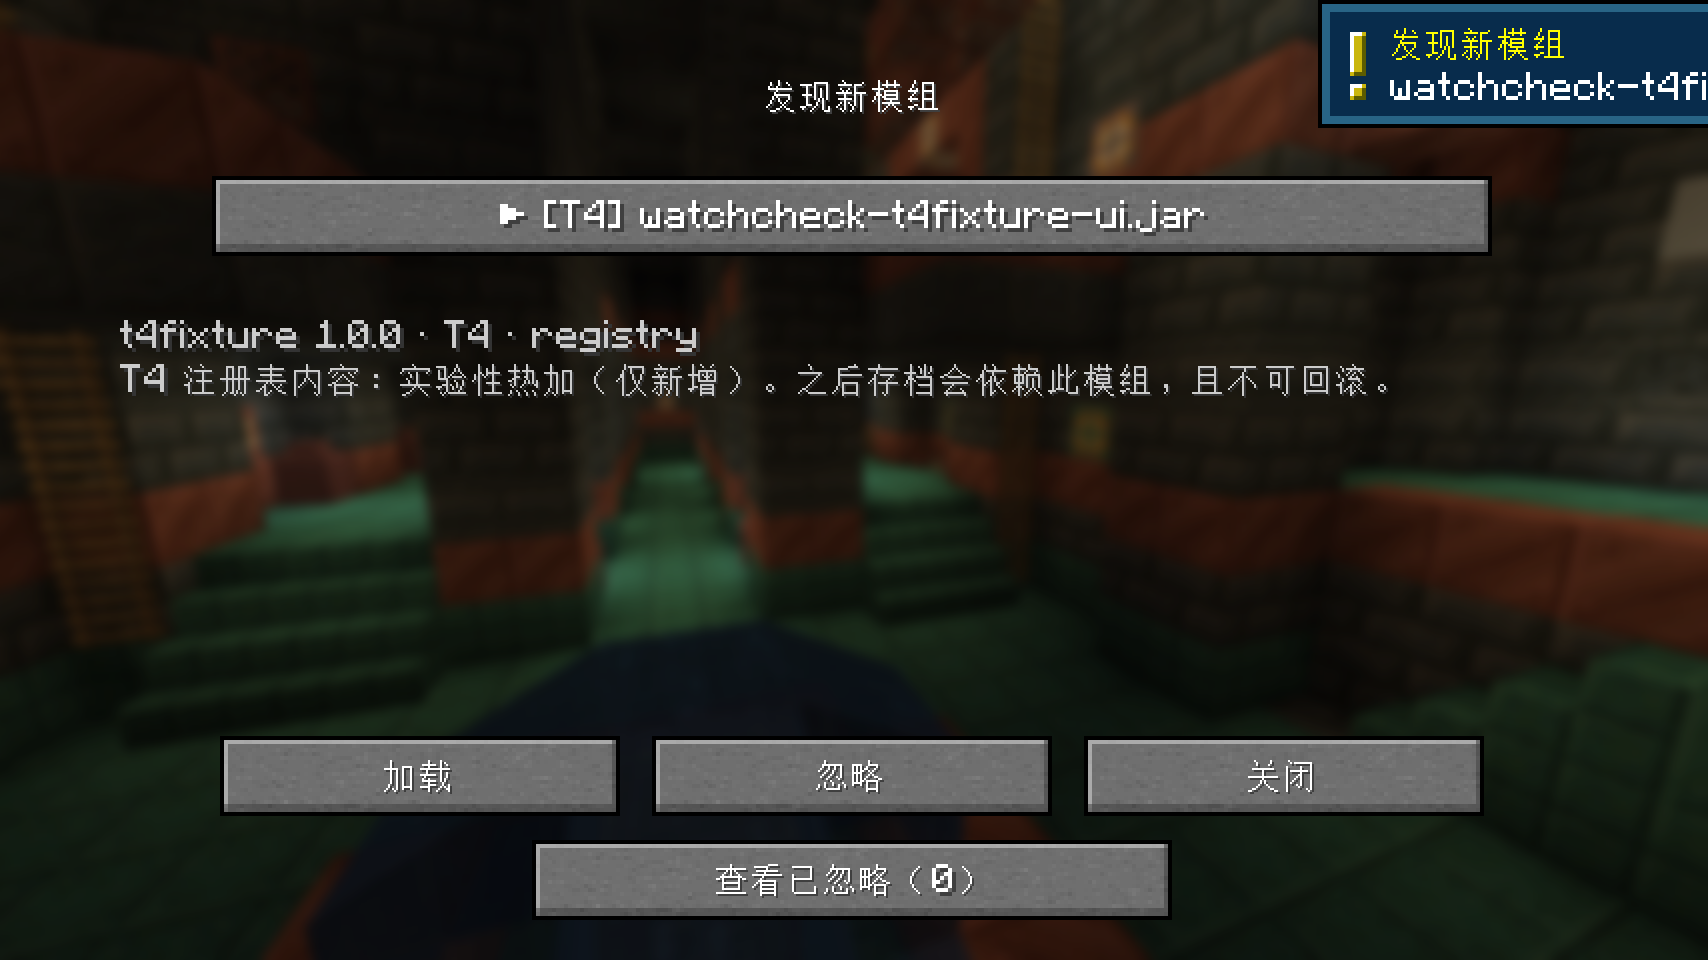 发现新模组
watchcheck-t4fi
发现新模组
▶ [T4] watchcheck-t4fixture-ui.jar
t4fixture 1.0.0 · T4 · registry
T4 注册表内容：实验性热加（仅新增）。之后存档会依赖此模组，且不可回滚。
加载
忽略
关闭
查看已忽略（0）